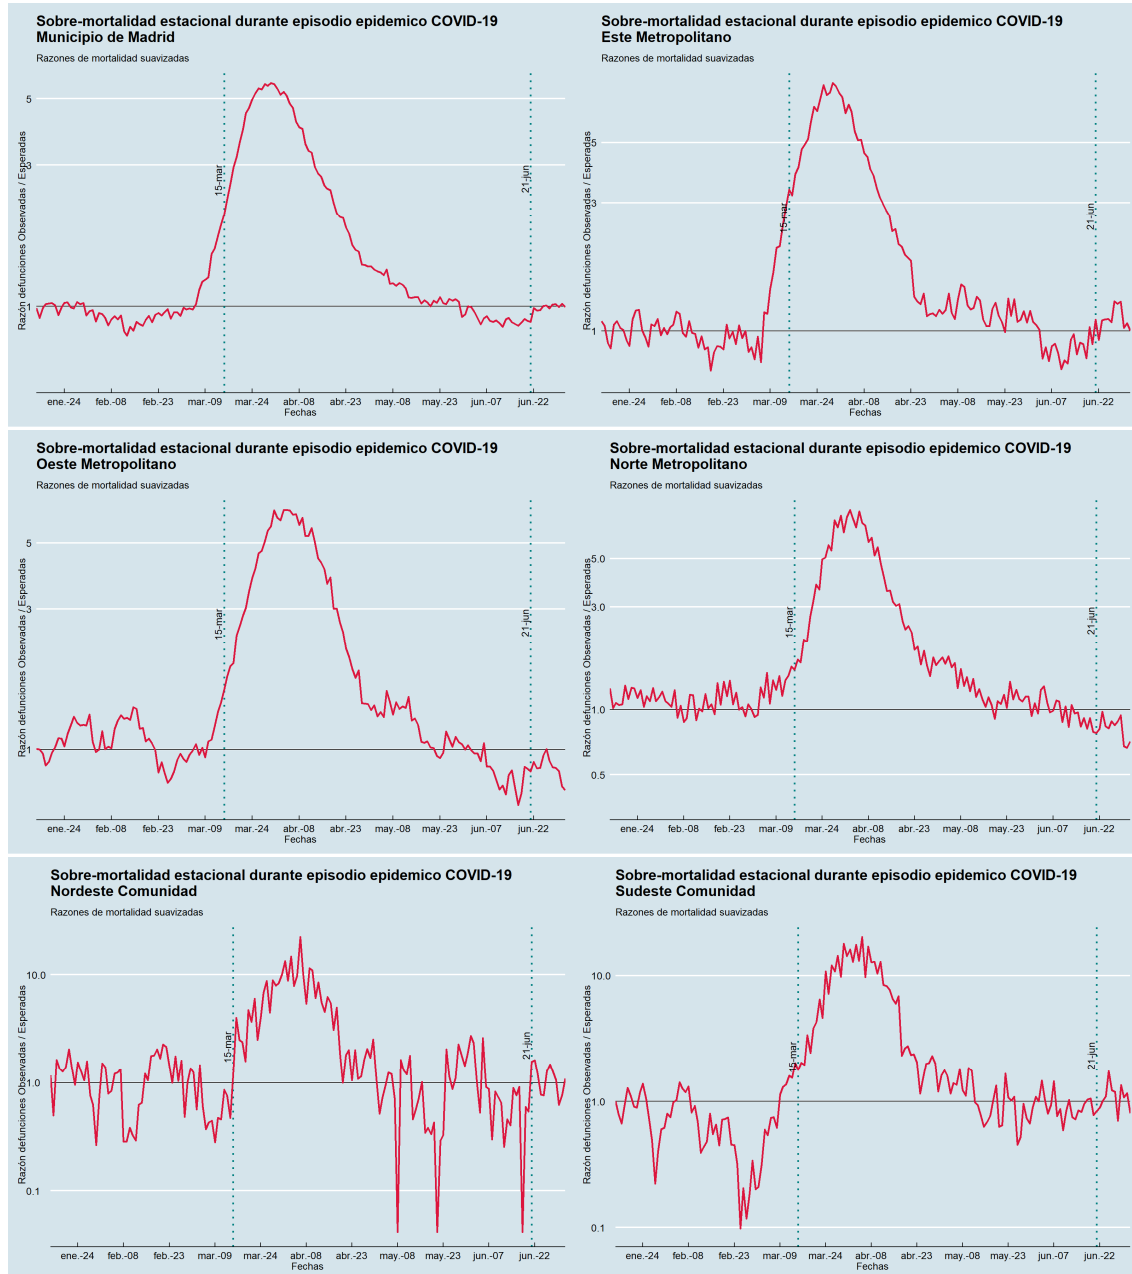 Sobre-mortalidad estacional durante episodio epidemico COVID-19
Municipio de Madrid
Razones de mortalidad suavizadas
Razón defunciones Observadas / Esperadas
5
3
1
15-mar
21-jun
ene.-24 feb.-08 feb.-23 mar.-09 mar.-24 abr.-08 abr.-23 may.-08 may.-23 jun.-07 jun.-22
Fechas
Sobre-mortalidad estacional durante episodio epidemico COVID-19
Este Metropolitano
Razones de mortalidad suavizadas
Razón defunciones Observadas / Esperadas
5
3
1
15-mar
21-jun
ene.-24 feb.-08 feb.-23 mar.-09 mar.-24 abr.-08 abr.-23 may.-08 may.-23 jun.-07 jun.-22
Fechas
Sobre-mortalidad estacional durante episodio epidemico COVID-19
Oeste Metropolitano
Razones de mortalidad suavizadas
Razón defunciones Observadas / Esperadas
5
3
1
15-mar
21-jun
ene.-24 feb.-08 feb.-23 mar.-09 mar.-24 abr.-08 abr.-23 may.-08 may.-23 jun.-07 jun.-22
Fechas
Sobre-mortalidad estacional durante episodio epidemico COVID-19
Norte Metropolitano
Razones de mortalidad suavizadas
Razón defunciones Observadas / Esperadas
5.0
3.0
1.0
0.5
15-mar
21-jun
ene.-24 feb.-08 feb.-23 mar.-09 mar.-24 abr.-08 abr.-23 may.-08 may.-23 jun.-07 jun.-22
Fechas
Sobre-mortalidad estacional durante episodio epidemico COVID-19
Nordeste Comunidad
Razones de mortalidad suavizadas
Razón defunciones Observadas / Esperadas
10.0
1.0
0.1
15-mar
21-jun
ene.-24 feb.-08 feb.-23 mar.-09 mar.-24 abr.-08 abr.-23 may.-08 may.-23 jun.-07 jun.-22
Fechas
Sobre-mortalidad estacional durante episodio epidemico COVID-19
Sudeste Comunidad
Razones de mortalidad suavizadas
Razón defunciones Observadas / Esperadas
10.0
1.0
0.1
15-mar
21-jun
ene.-24 feb.-08 feb.-23 mar.-09 mar.-24 abr.-08 abr.-23 may.-08 may.-23 jun.-07 jun.-22
Fechas